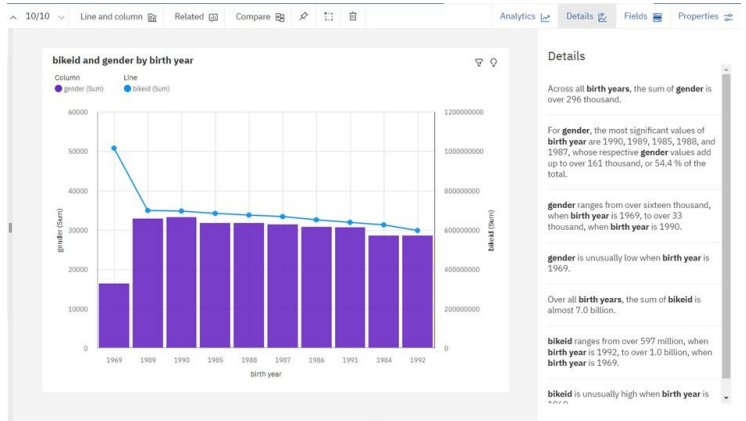 10/10 Line and column Related Compare Analytics Details Fields Properties
bikeid and gender by birth year
Column Line
gender (Sum) bikeid (Sum)
60000
50000
40000
30000
20000
10000
0
gender (Sum)
1200000000
1000000000
800000000
600000000
400000000
200000000
0
bikeid (Sum)
1969 1989 1990 1985 1988 1987 1986 1991 1984 1992
birth year
Details
Across all birth years, the sum of gender is
over 296 thousand.
For gender, the most significant values of
birth year are 1990, 1989, 1985, 1988, and
1987, whose respective gender values add
up to over 161 thousand, or 54.4 % of the
total.
gender ranges from over sixteen thousand,
when birth year is 1969, to over 33
thousand, when birth year is 1990.
gender is unusually low when birth year is
1969.
Over all birth years, the sum of bikeid is
almost 7.0 billion.
bikeid ranges from over 597 million, when
birth year is 1992, to over 1.0 billion, when
birth year is 1969.
bikeid is unusually high when birth year is
1969